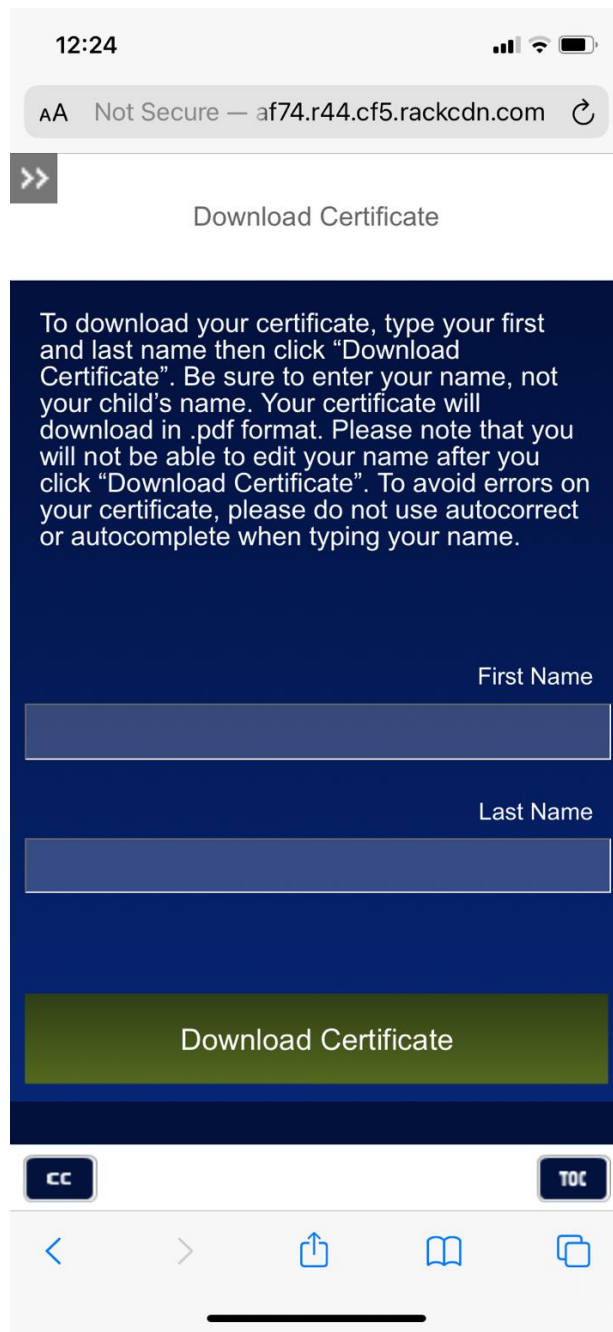 12:24
AA Not Secure — af74.r44.cf5.rackcdn.com
Download Certificate
To download your certificate, type your first
and last name then click “Download
Certificate”. Be sure to enter your name, not
your child’s name. Your certificate will
download in .pdf format. Please note that you
will not be able to edit your name after you
click “Download Certificate”. To avoid errors on
your certificate, please do not use autocorrect
or autocomplete when typing your name.
First Name
Last Name
Download Certificate
CC TOC